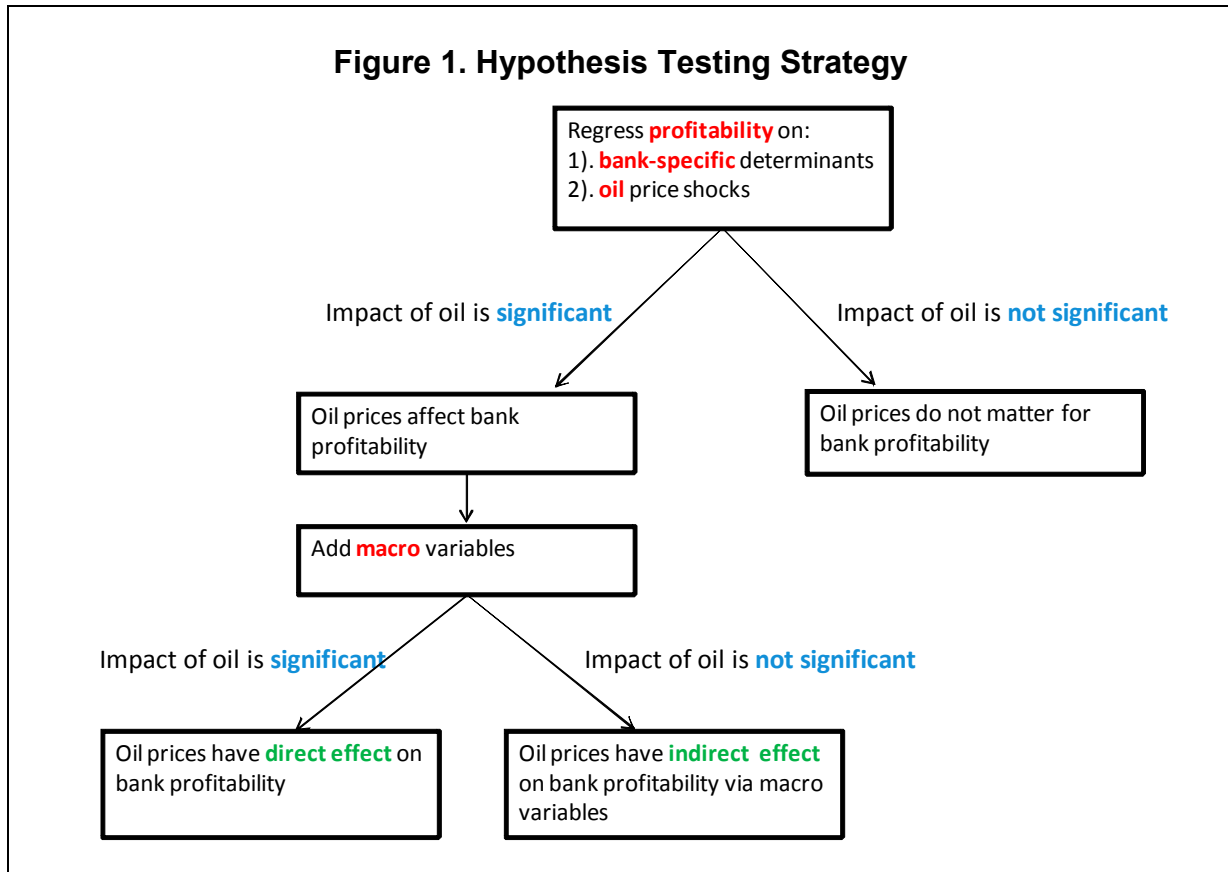 Figure 1. Hypothesis Testing Strategy
Regress profitability on:
1). bank-specific determinants
2). oil price shocks
Impact of oil is significant
Impact of oil is not significant
Oil prices affect bank
profitability
Oil prices do not matter for
bank profitability
Add macro variables
Impact of oil is significant
Impact of oil is not significant
Oil prices have direct effect on
bank profitability
Oil prices have indirect effect
on bank profitability via macro
variables